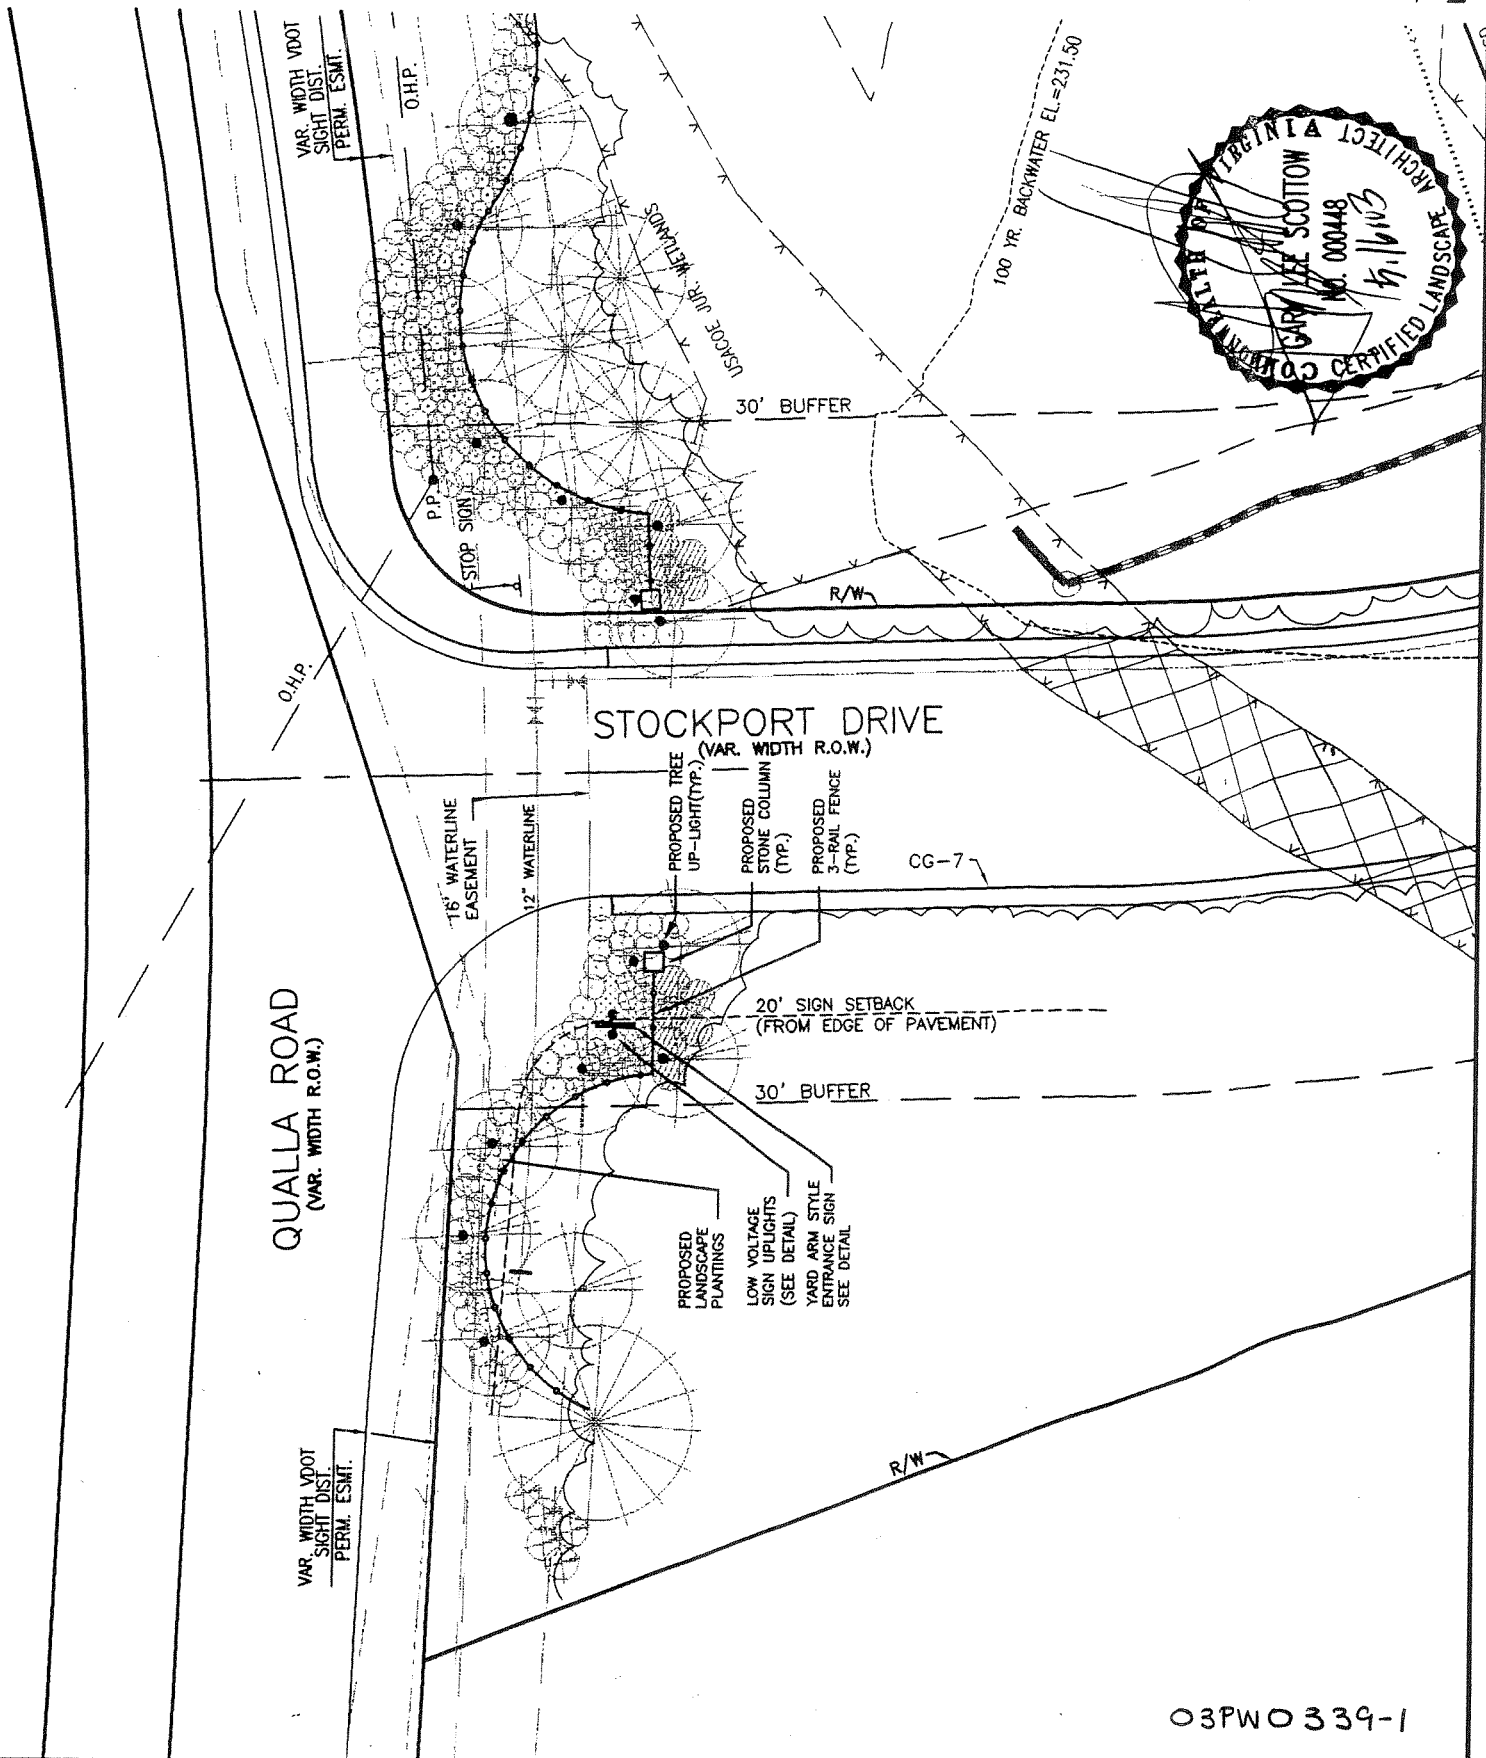 VAR. WIDTH VDOT
SIGHT DIST.
PERM. ESMT.
O.H.P.
100 YR. BACKWATER EL.=231.50
USACOE JUR. WETLANDS
COMMONWEALTH OF VIRGINIA
GARY LEE SCOTTOW
NO. 000448
CERTIFIED LANDSCAPE ARCHITECT
30' BUFFER
P.P.
STOP SIGN
R/W
O.H.P.
STOCKPORT DRIVE
(VAR. WIDTH R.O.W.)
16' WATERLINE
EASEMENT
12" WATERLINE
PROPOSED TREE
UP-LIGHT(TYP.)
PROPOSED
STONE COLUMN
(TYP.)
PROPOSED
3-RAIL FENCE
(TYP.)
CG-7
QUALLA ROAD
(VAR. WIDTH R.O.W.)
20' SIGN SETBACK
(FROM EDGE OF PAVEMENT)
30' BUFFER
PROPOSED
LANDSCAPE
PLANTINGS
LOW VOLTAGE
SIGN UPLIGHTS
(SEE DETAIL)
YARD ARM STYLE
ENTRANCE SIGN
SEE DETAIL
VAR. WIDTH VDOT
SIGHT DIST.
PERM. ESMT.
R/W
03PW0339-1